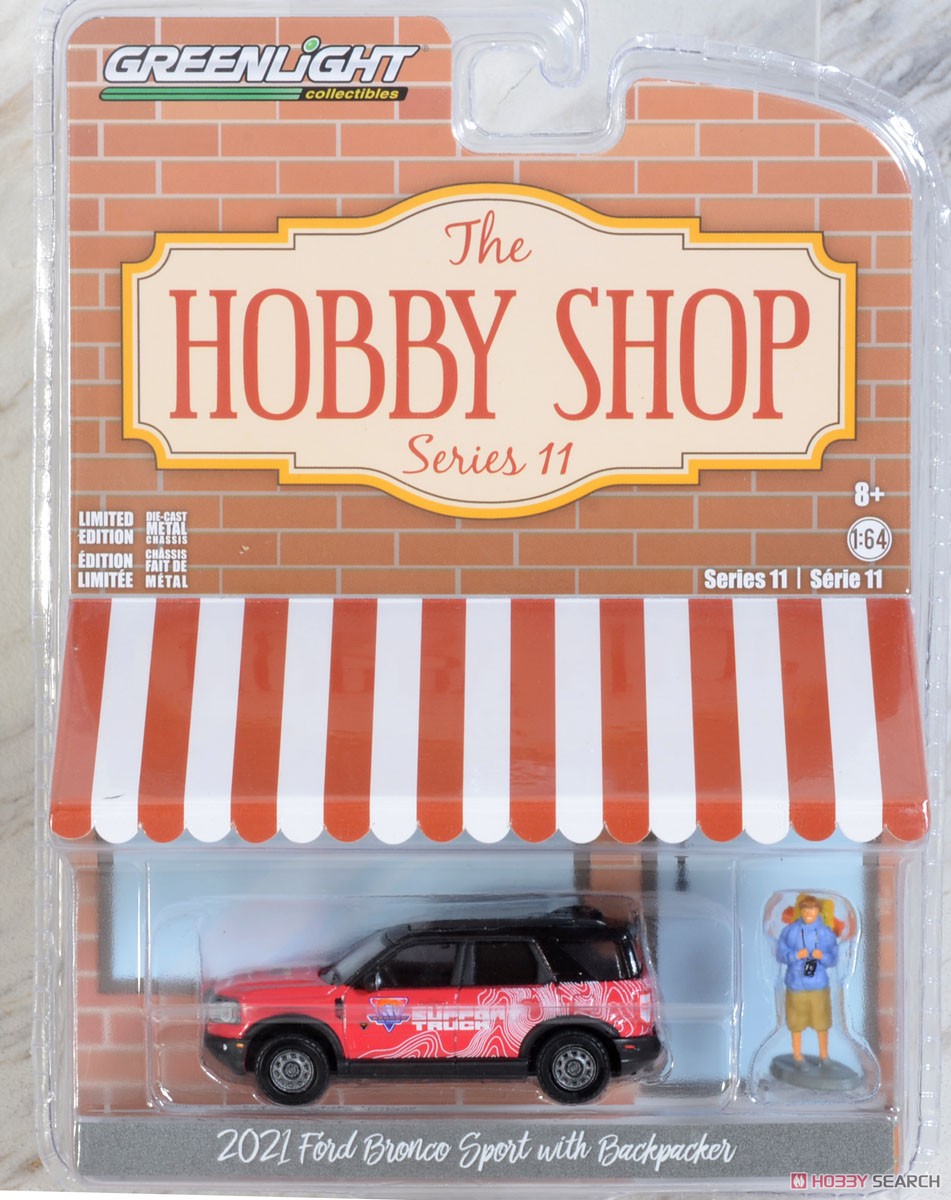 GREENLiGHT
collectibles
The
HOBBY SHOP
Series 11
8+
LIMITED EDITION
DIE-CAST METAL CHASSIS
1:64
ÉDITION LIMITÉE
CHÂSSIS FAIT DE MÉTAL
Series 11 | Série 11
SUPPORT
TRUCK
2021 Ford Bronco Sport with Backpacker
HOBBY SEARCH